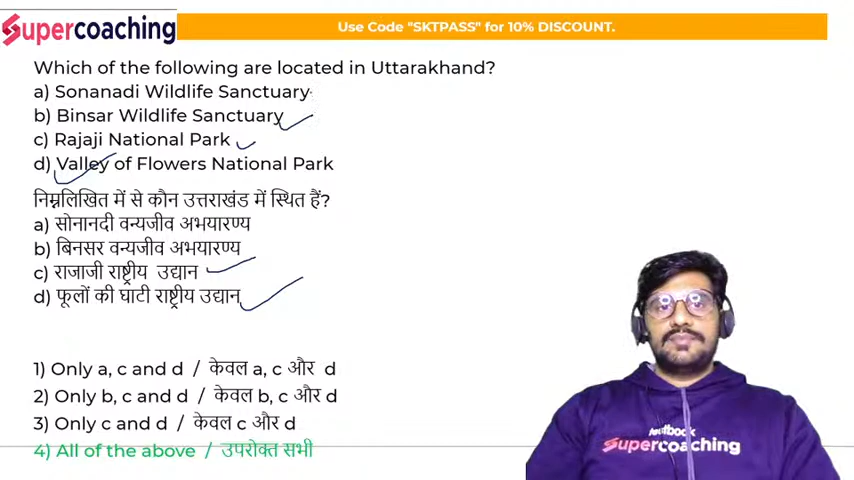 Supercoaching
Use Code "SKTPASS" for 10% DISCOUNT.
Which of the following are located in Uttarakhand?
a) Sonanadi Wildlife Sanctuary
b) Binsar Wildlife Sanctuary
c) Rajaji National Park
d) Valley of Flowers National Park
निम्नलिखित में से कौन उत्तराखंड में स्थित हैं?
a) सोनानदी वन्यजीव अभयारण्य
b) बिनसर वन्यजीव अभयारण्य
c) राजाजी राष्ट्रीय उद्यान
d) फूलों की घाटी राष्ट्रीय उद्यान
1) Only a, c and d / केवल a, c और d
2) Only b, c and d / केवल b, c और d
3) Only c and d / केवल c और d
4) All of the above / उपरोक्त सभी
testbook
Supercoaching